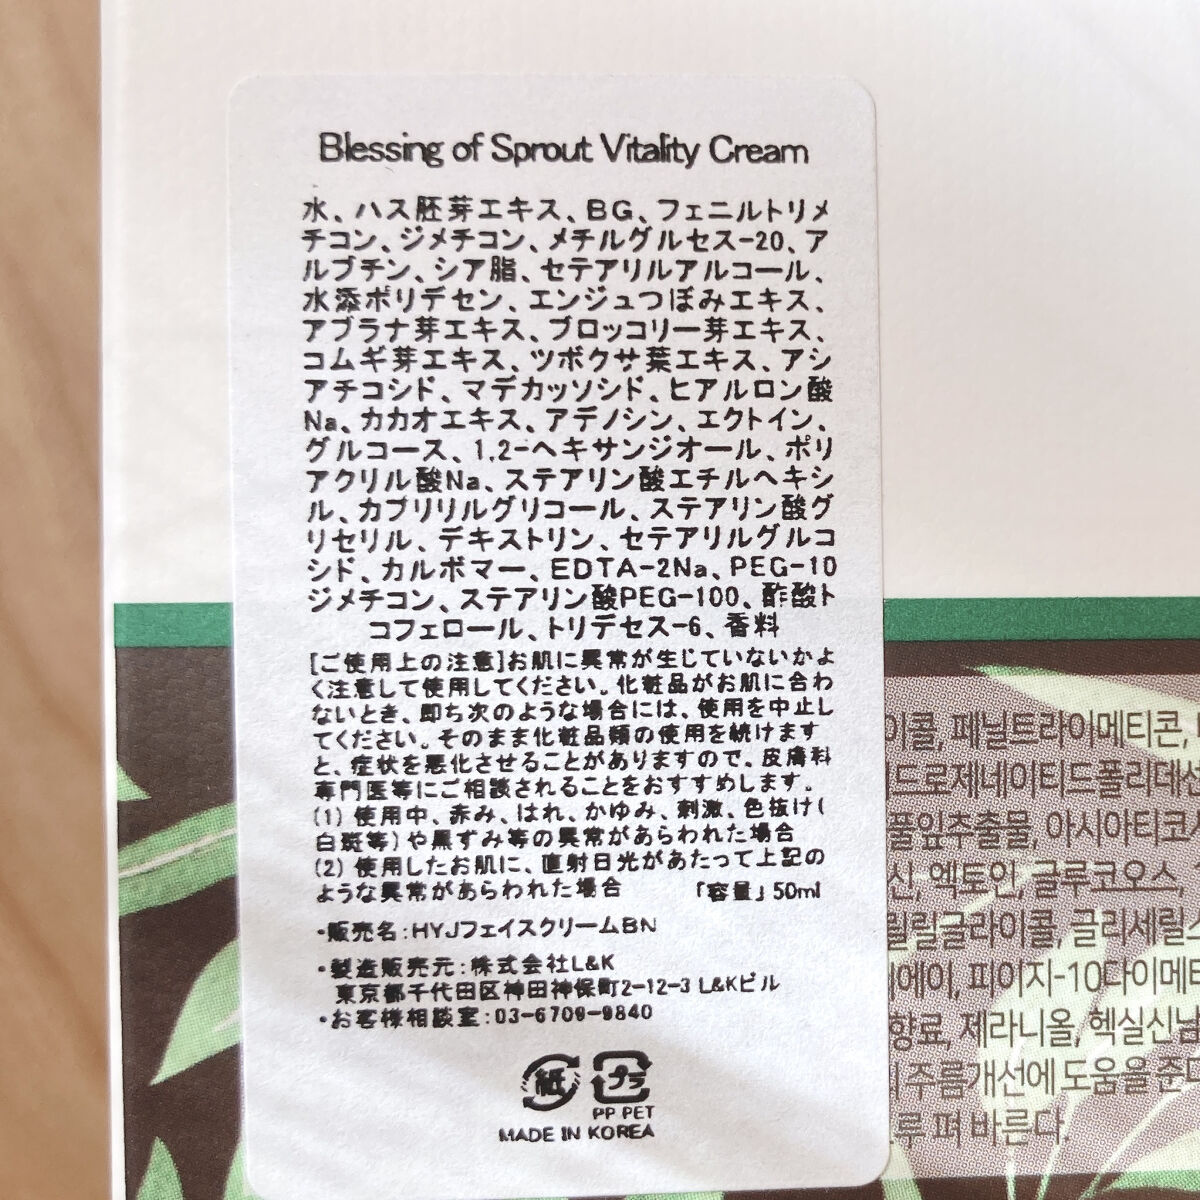 Blessing of Sprout Vitality Cream
水、ハス胚芽エキス、BG、フェニルトリメ
チコン、ジメチコン、メチルグルセス-20、ア
ルブチン、シア脂、セテアリルアルコール、
水添ポリデセン、エンジュつぼみエキス、
アブラナ芽エキス、ブロッコリー芽エキス、
コムギ芽エキス、ツボクサ葉エキス、アシ
アチコシド、マデカッソシド、ヒアルロン酸
Na、カカオエキス、アデノシン、エクトイン、
グルコース、1,2-ヘキサンジオール、ポリ
アクリル酸Na、ステアリン酸エチルヘキシ
ル、カプリリルグリコール、ステアリン酸グ
リセリル、デキストリン、セテアリルグルコ
シド、カルボマー、EDTA-2Na、PEG-10
ジメチコン、ステアリン酸PEG-100、酢酸ト
コフェロール、トリデセス-6、香料
[ご使用上の注意]お肌に異常が生じていないかよ
く注意して使用してください。化粧品がお肌に合わ
ないとき、即ち次のような場合には、使用を中止し
てください。そのまま化粧品類の使用を続けます
と、症状を悪化させることがありますので、皮膚科
専門医等にご相談されることをおすすめします。
(1) 使用中、赤み、はれ、かゆみ、刺激、色抜け(
白斑等)や黒ずみ等の異常があらわれた場合
(2) 使用したお肌に、直射日光があたって上記の
ような異常があらわれた場合 「容量」50ml
・販売名:HYJフェイスクリームBN
・製造販売元:株式会社L&K
東京都千代田区神田神保町2-12-3 L&Kビル
・お客様相談室:03-6709-9840
紙 プラ
PP PET
MADE IN KOREA
이콜, 페닐트라이메티콘,
드로제네이티드폴리데센
풀잎추출물, 아시아티코
신, 엑토인, 글루코오스,
릴릴글라이콜, 글리세릴스
에이, 피이지-10다이메티
향료, 제라니올, 헥실신남
주름개선에 도움을 준다
루 펴 바른다.